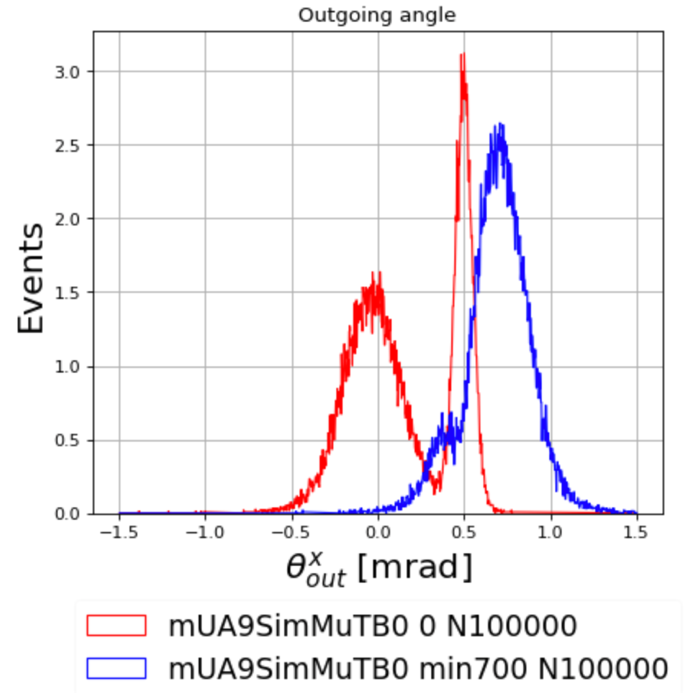 Outgoing angle
Events
3.0
2.5
2.0
1.5
1.0
0.5
0.0
−1.5 −1.0 −0.5 0.0 0.5 1.0 1.5
θ^x_out [mrad]
mUA9SimMuTB0 0 N100000
mUA9SimMuTB0 min700 N100000